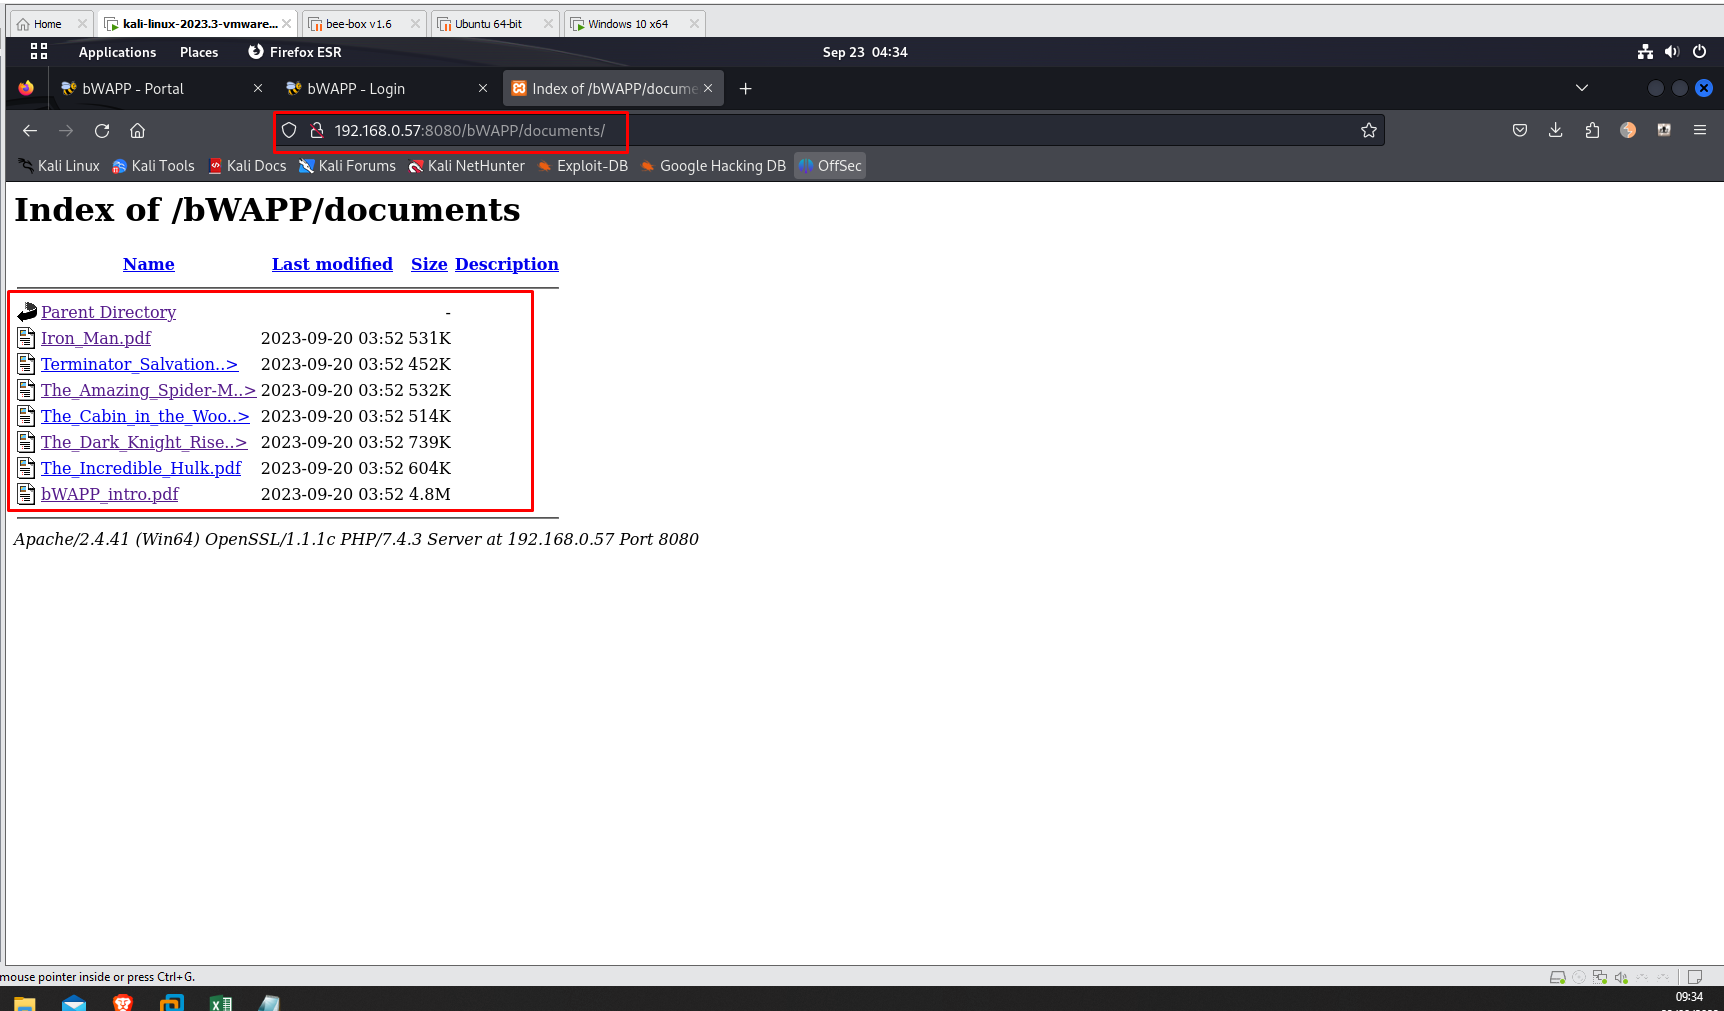 Home kali-linux-2023.3-vmware... bee-box v1.6 Ubuntu 64-bit Windows 10 x64
Applications Places Firefox ESR Sep 23 04:34
bWAPP - Portal bWAPP - Login Index of /bWAPP/docume
192.168.0.57:8080/bWAPP/documents/
Kali Linux Kali Tools Kali Docs Kali Forums Kali NetHunter Exploit-DB Google Hacking DB OffSec
Index of /bWAPP/documents
Name Last modified Size Description
Parent Directory -
Iron_Man.pdf 2023-09-20 03:52 531K
Terminator_Salvation..> 2023-09-20 03:52 452K
The_Amazing_Spider-M..> 2023-09-20 03:52 532K
The_Cabin_in_the_Woo..> 2023-09-20 03:52 514K
The_Dark_Knight_Rise..> 2023-09-20 03:52 739K
The_Incredible_Hulk.pdf 2023-09-20 03:52 604K
bWAPP_intro.pdf 2023-09-20 03:52 4.8M
Apache/2.4.41 (Win64) OpenSSL/1.1.1c PHP/7.4.3 Server at 192.168.0.57 Port 8080
mouse pointer inside or press Ctrl+G.
09:34